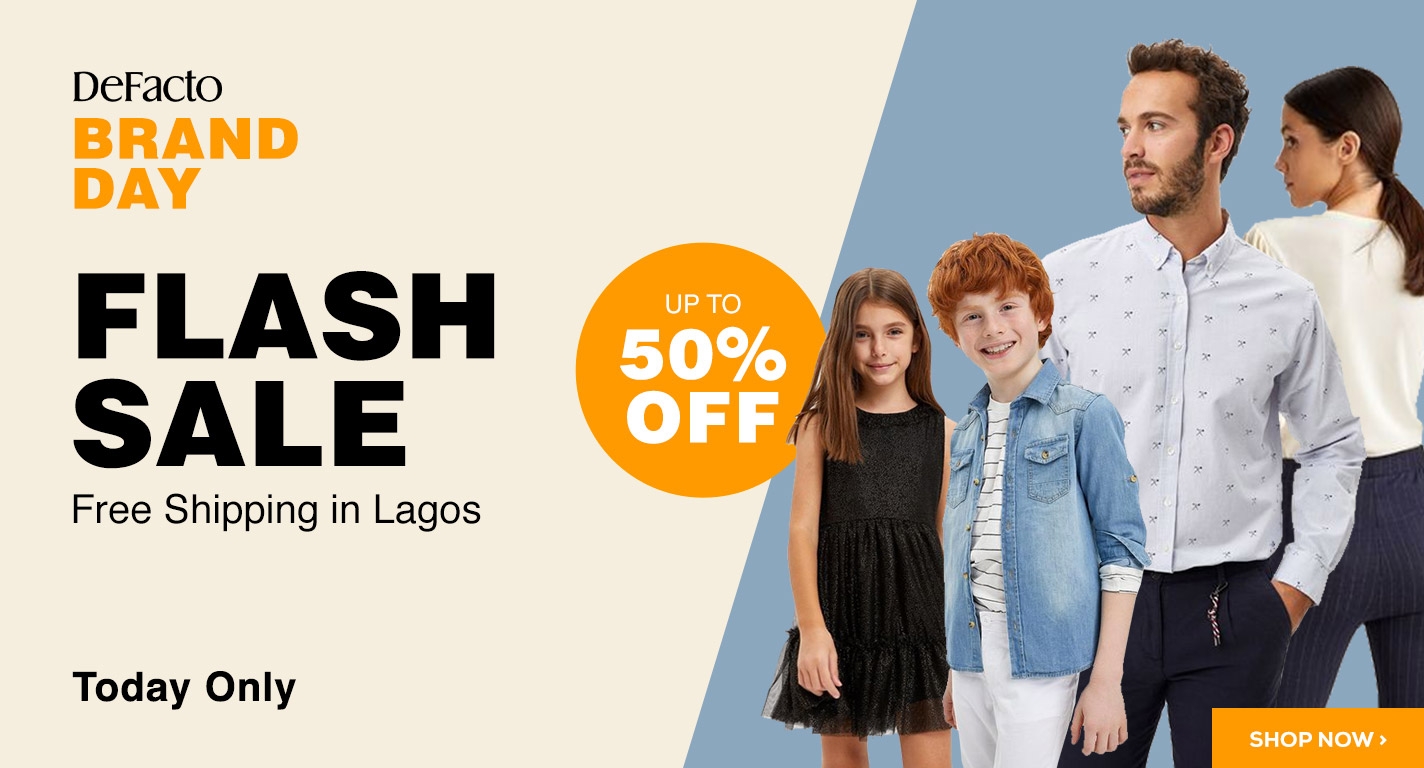 DeFacto
BRAND
DAY
FLASH
SALE
Free Shipping in Lagos
UP TO
50%
OFF
Today Only
SHOP NOW ›